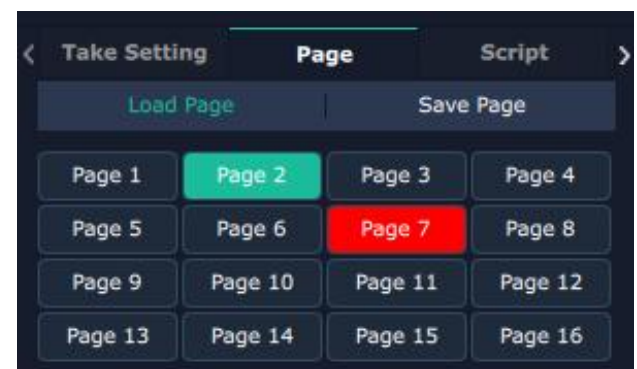 Take Setting Page Script
Load Page Save Page
Page 1 Page 2 Page 3 Page 4
Page 5 Page 6 Page 7 Page 8
Page 9 Page 10 Page 11 Page 12
Page 13 Page 14 Page 15 Page 16